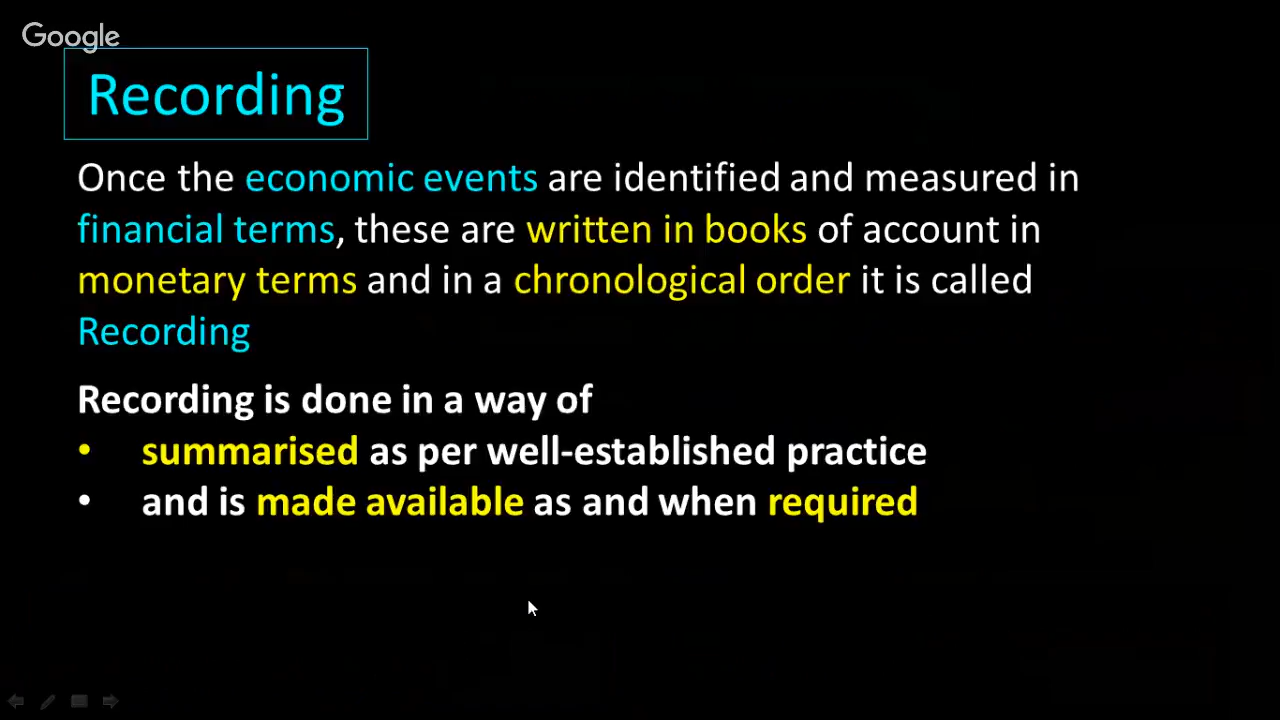 Google
Recording
Once the economic events are identified and measured in
financial terms, these are written in books of account in
monetary terms and in a chronological order it is called
Recording
Recording is done in a way of
• summarised as per well-established practice
• and is made available as and when required